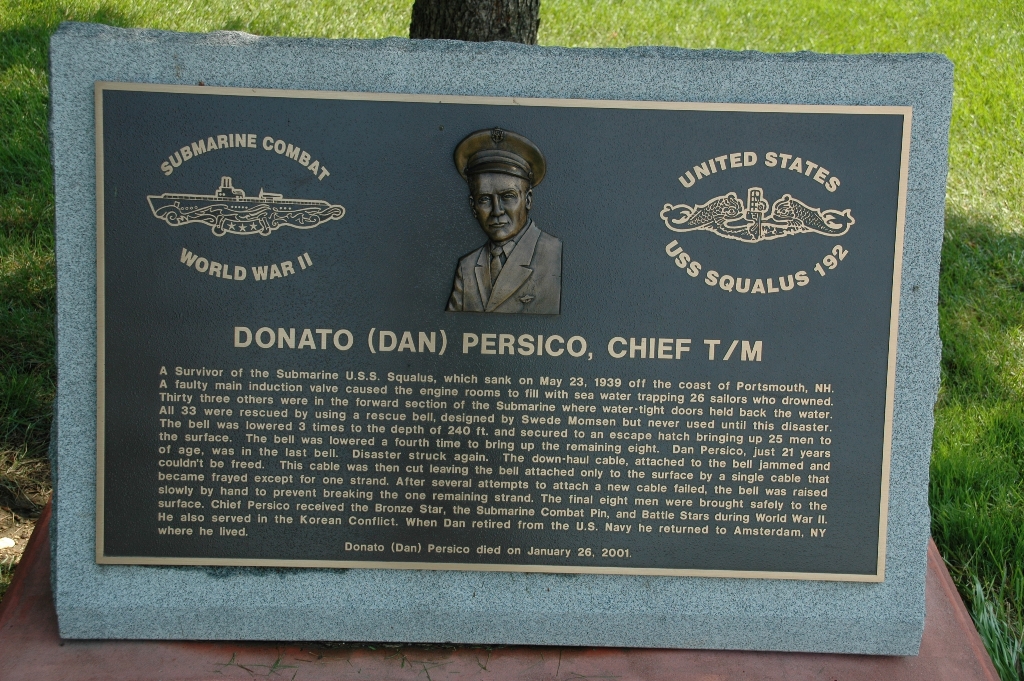 SUBMARINE COMBAT
WORLD WAR II
UNITED STATES
USS SQUALUS 192
DONATO (DAN) PERSICO, CHIEF T/M
A Survivor of the Submarine U.S.S. Squalus, which sank on May 23, 1939 off the coast of Portsmouth, NH.
A faulty main induction valve caused the engine rooms to fill with sea water trapping 26 sailors who drowned.
Thirty three others were in the forward section of the Submarine where water-tight doors held back the water.
All 33 were rescued by using a rescue bell, designed by Swede Momsen but never used until this disaster.
The bell was lowered 3 times to the depth of 240 ft. and secured to an escape hatch bringing up 25 men to
the surface. The bell was lowered a fourth time to bring up the remaining eight. Dan Persico, just 21 years
of age, was in the last bell. Disaster struck again. The down-haul cable, attached to the bell jammed and
couldn't be freed. This cable was then cut leaving the bell attached only to the surface by a single cable that
became frayed except for one strand. After several attempts to attach a new cable failed, the bell was raised
slowly by hand to prevent breaking the one remaining strand. The final eight men were brought safely to the
surface. Chief Persico received the Bronze Star, the Submarine Combat Pin, and Battle Stars during World War II.
He also served in the Korean Conflict. When Dan retired from the U.S. Navy he returned to Amsterdam, NY
where he lived.
Donato (Dan) Persico died on January 26, 2001.